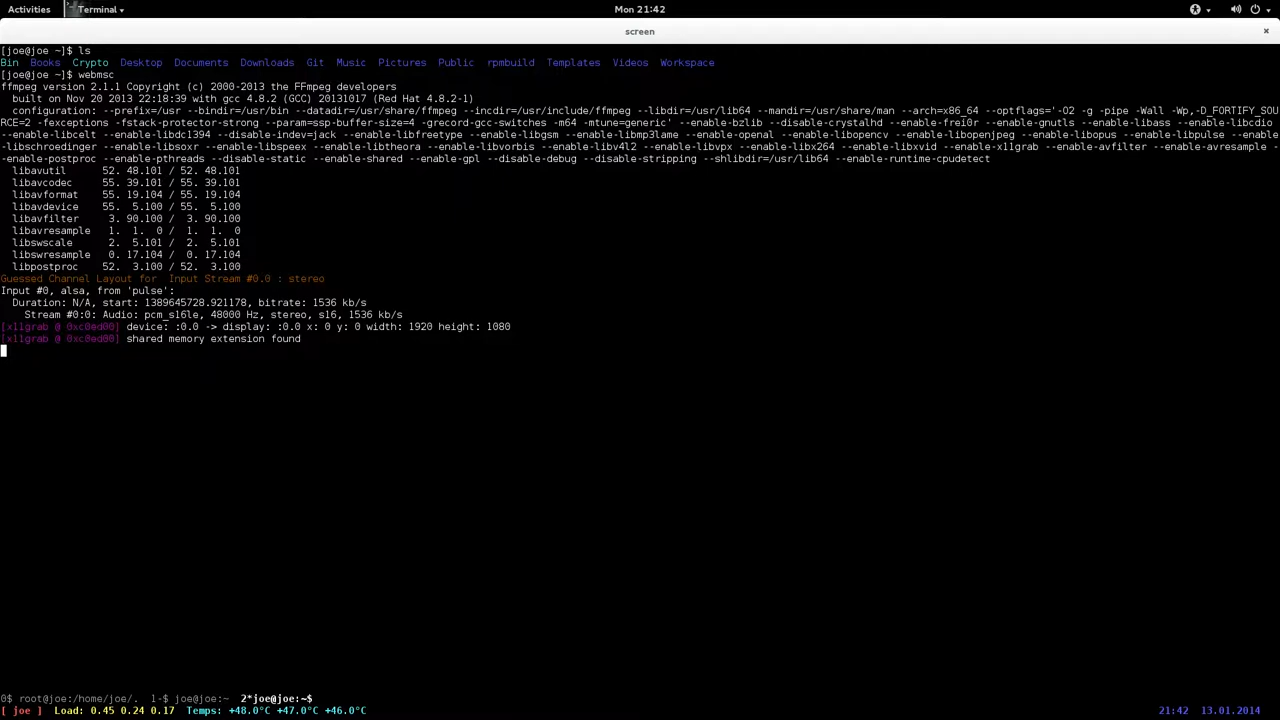 Activities Terminal Mon 21:42
screen ×
[joe@joe ~]$ ls
Bin Books Crypto Desktop Documents Downloads Git Music Pictures Public rpmbuild Templates Videos Workspace
[joe@joe ~]$ webmsc
ffmpeg version 2.1.1 Copyright (c) 2000-2013 the FFmpeg developers
built on Nov 20 2013 22:18:39 with gcc 4.8.2 (GCC) 20131017 (Red Hat 4.8.2-1)
configuration: --prefix=/usr --bindir=/usr/bin --datadir=/usr/share/ffmpeg --incdir=/usr/include/ffmpeg --libdir=/usr/lib64 --mandir=/usr/share/man --arch=x86_64 --optflags='-O2 -g -pipe -Wall -Wp,-D_FORTIFY_SOU
RCE=2 -fexceptions -fstack-protector-strong --param=ssp-buffer-size=4 -grecord-gcc-switches -m64 -mtune=generic' --enable-bzlib --disable-crystalhd --enable-frei0r --enable-gnutls --enable-libass --enable-libcdio
--enable-libcelt --enable-libdc1394 --disable-indev=jack --enable-libfreetype --enable-libgsm --enable-libmp3lame --enable-openal --enable-libopencv --enable-libopenjpeg --enable-libopus --enable-libpulse --enable
-libschroedinger --enable-libsoxr --enable-libspeex --enable-libtheora --enable-libvorbis --enable-libv4l2 --enable-libvpx --enable-libx264 --enable-libxvid --enable-x11grab --enable-avfilter --enable-avresample -
-enable-postproc --enable-pthreads --disable-static --enable-shared --enable-gpl --disable-debug --disable-stripping --shlibdir=/usr/lib64 --enable-runtime-cpudetect
libavutil 52. 48.101 / 52. 48.101
libavcodec 55. 39.101 / 55. 39.101
libavformat 55. 19.104 / 55. 19.104
libavdevice 55. 5.100 / 55. 5.100
libavfilter 3. 90.100 / 3. 90.100
libavresample 1. 1. 0 / 1. 1. 0
libswscale 2. 5.101 / 2. 5.101
libswresample 0. 17.104 / 0. 17.104
libpostproc 52. 3.100 / 52. 3.100
Guessed Channel Layout for Input Stream #0.0 : stereo
Input #0, alsa, from 'pulse':
Duration: N/A, start: 1389645728.921178, bitrate: 1536 kb/s
Stream #0:0: Audio: pcm_s16le, 48000 Hz, stereo, s16, 1536 kb/s
[x11grab @ 0xc0ed00] device: :0.0 -> display: :0.0 x: 0 y: 0 width: 1920 height: 1080
[x11grab @ 0xc0ed00] shared memory extension found
0$ root@joe:/home/joe/. 1-$ joe@joe:~ 2*joe@joe:~$
[ joe ] Load: 0.45 0.24 0.17 Temps: +48.0°C +47.0°C +46.0°C 21:42 13.01.2014